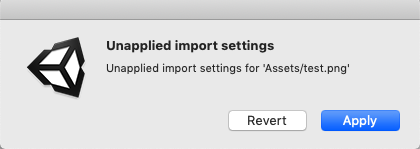 Unapplied import settings
Unapplied import settings for 'Assets/test.png'
Revert
Apply